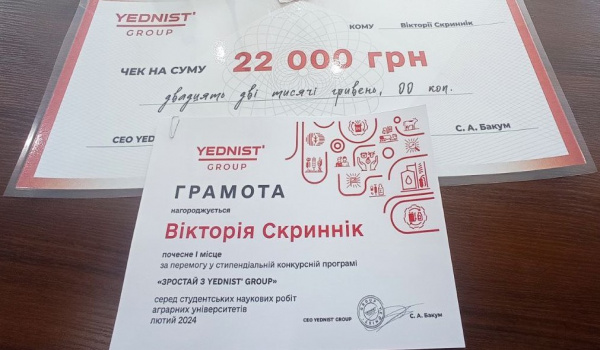 YEDNIST'
GROUP
КОМУ Вікторії Скриннік
ЧЕК НА СУМУ 22 000 грн
двадцять дві тисячі гривень, 00 коп.
CEO YED
С. А. Бакум
YEDNIST'
GROUP
ГРАМОТА
нагороджується
Вікторія Скриннік
почесне І місце
за перемогу у стипендіальній конкурсній програмі
«ЗРОСТАЙ З YEDNIST' GROUP»
серед студентських наукових робіт
аграрних університетів
лютий 2024
CEO YEDNIST' GROUP С. А. Бакум